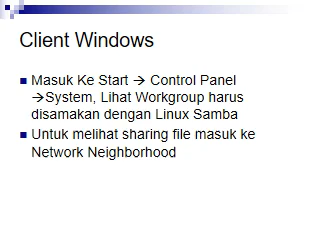 Client Windows
Masuk Ke Start → Control Panel
→System, Lihat Workgroup harus
disamakan dengan Linux Samba
Untuk melihat sharing file masuk ke
Network Neighborhood